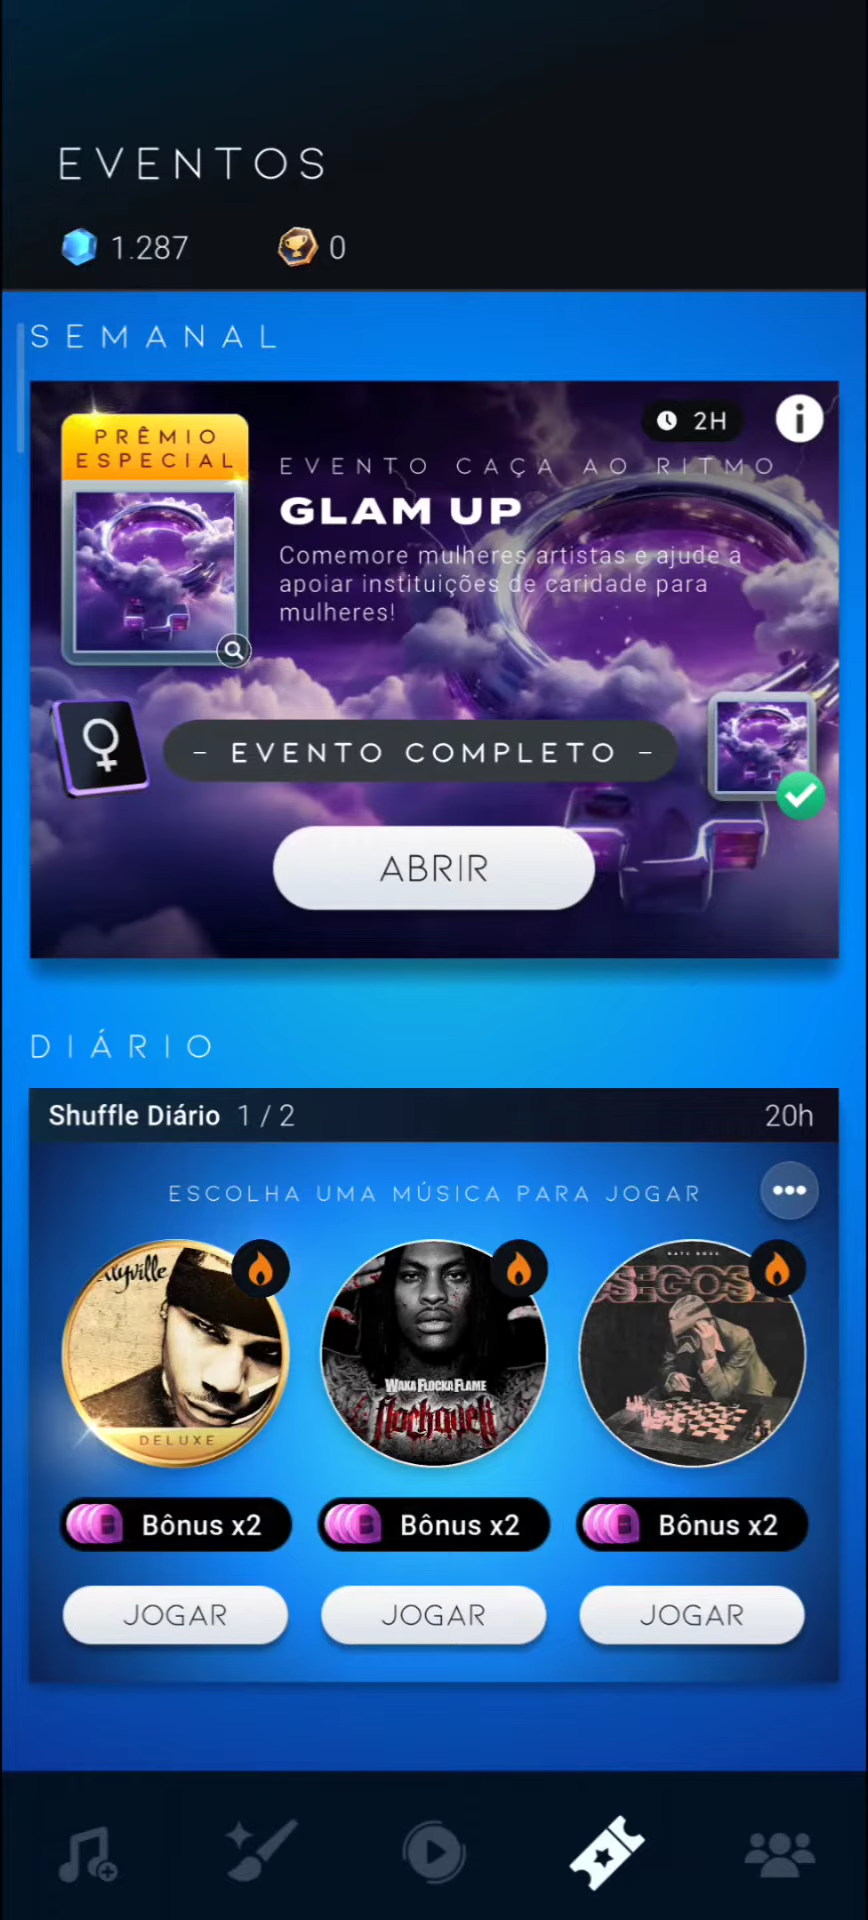 EVENTOS
1.287
0
SEMANAL
PRÊMIO
ESPECIAL
2H
EVENTO CAÇA AO RITMO
GLAM UP
Comemore mulheres artistas e ajude a
apoiar instituições de caridade para
mulheres!
- EVENTO COMPLETO -
ABRIR
DIÁRIO
Shuffle Diário 1 / 2
20h
ESCOLHA UMA MÚSICA PARA JOGAR
DELUXE
WAKA FLOCKA FLAME
flockaveli
Bônus x2
Bônus x2
Bônus x2
JOGAR
JOGAR
JOGAR